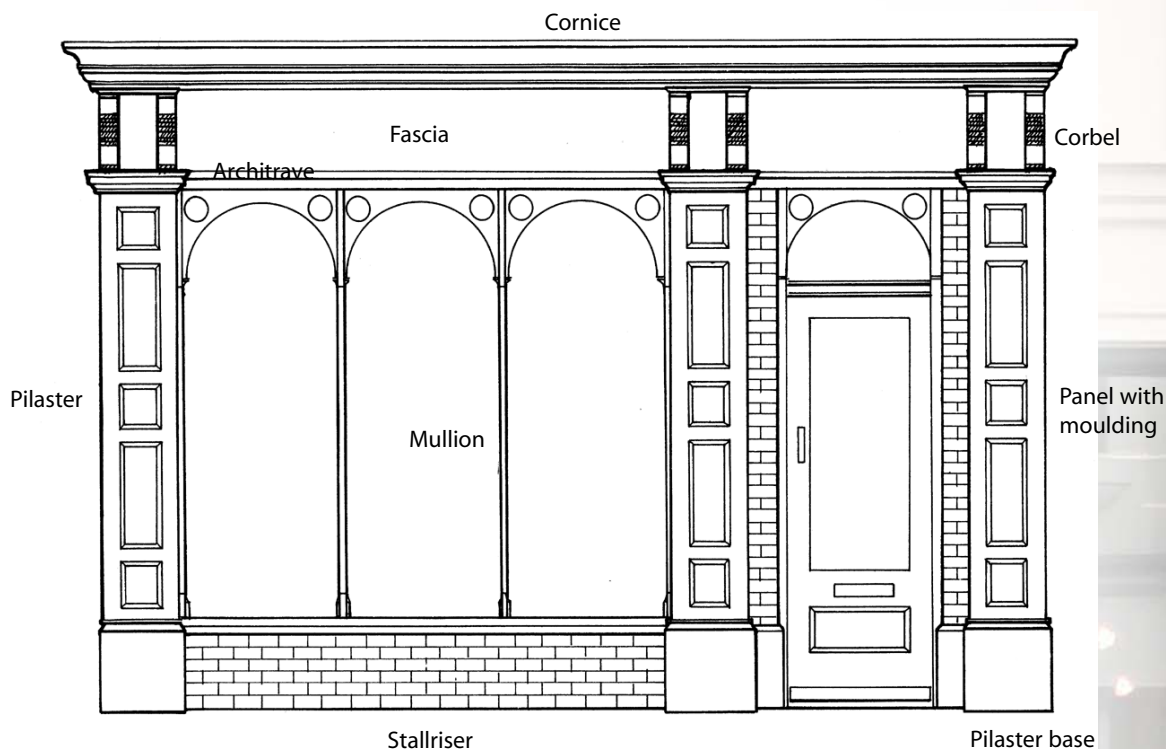 Cornice
Fascia
Corbel
Architrave
Pilaster
Panel with
moulding
Mullion
Stallriser
Pilaster base